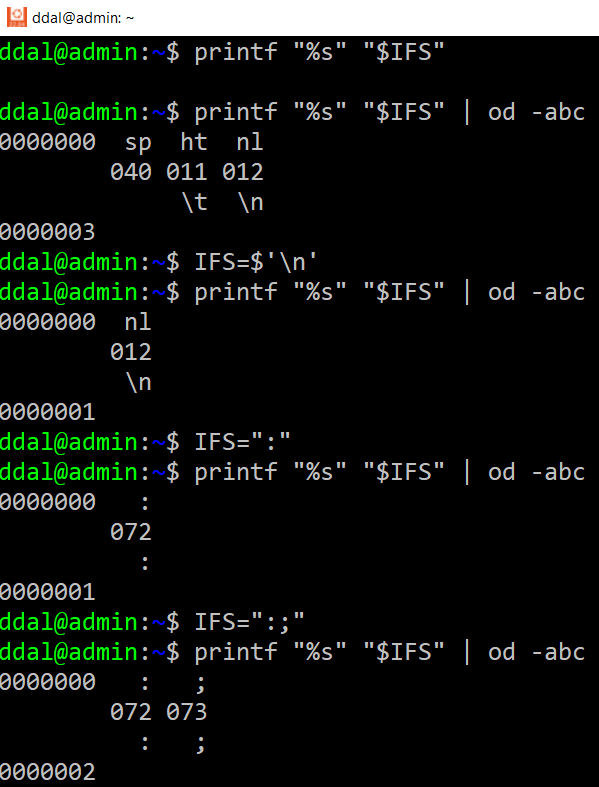 ddal@admin: ~
ddal@admin:~$ printf "%s" "$IFS"

ddal@admin:~$ printf "%s" "$IFS" | od -abc
0000000  sp  ht  nl
        040 011 012
             \t  \n
0000003
ddal@admin:~$ IFS=$'\n'
ddal@admin:~$ printf "%s" "$IFS" | od -abc
0000000  nl
        012
         \n
0000001
ddal@admin:~$ IFS=":"
ddal@admin:~$ printf "%s" "$IFS" | od -abc
0000000   :
        072
          :
0000001
ddal@admin:~$ IFS=":;"
ddal@admin:~$ printf "%s" "$IFS" | od -abc
0000000   :   ;
        072 073
          :   ;
0000002